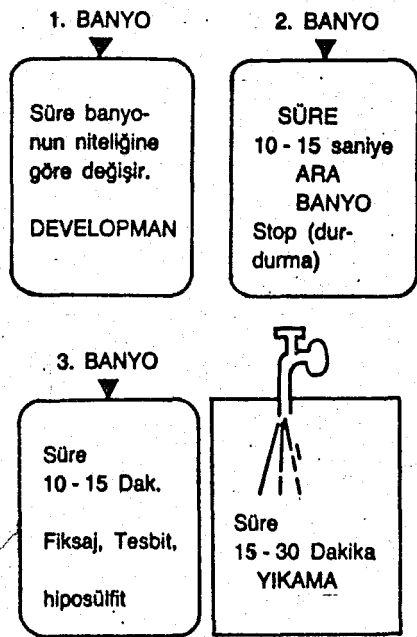 1. BANYO
Süre banyo-
nun niteliğine
göre değişir.
DEVELOPMAN
2. BANYO
SÜRE
10 - 15 saniye
ARA
BANYO
Stop (dur-
durma)
3. BANYO
Süre
10 - 15 Dak.
Fiksaj, Tesbit,
hiposülfit
Süre
15 - 30 Dakika
YIKAMA